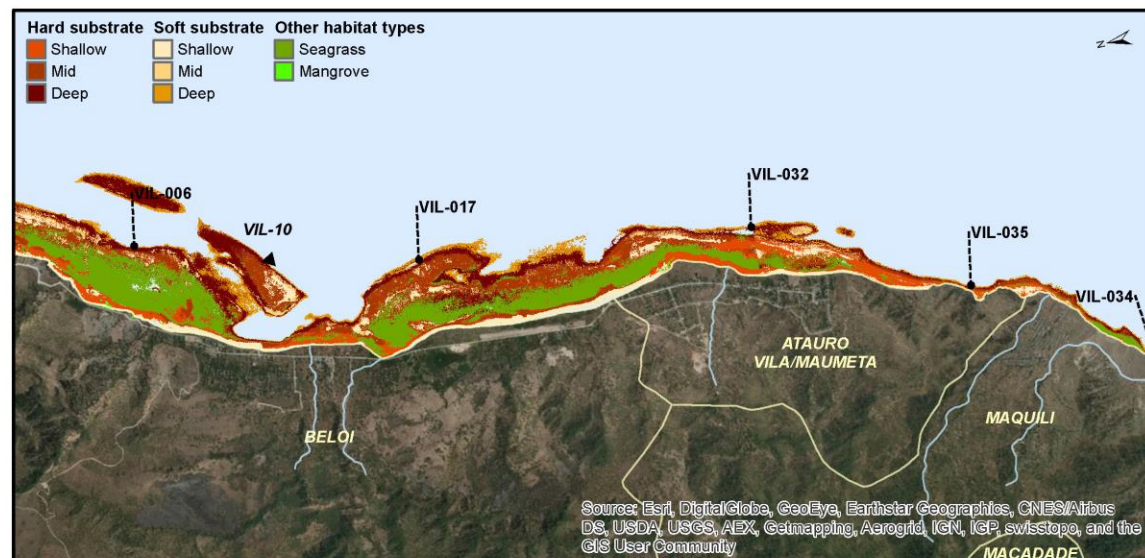 Hard substrate
Shallow
Mid
Deep
Soft substrate
Shallow
Mid
Deep
Other habitat types
Seagrass
Mangrove
N
VIL-006
VIL-10
VIL-017
VIL-032
VIL-035
VIL-034
ATAURO
VILA/MAUMETA
MAQUILI
BELOI
Source: Esri, DigitalGlobe, GeoEye, Earthstar Geographics, CNES/Airbus
DS, USDA, USGS, AEX, Getmapping, Aerogrid, IGN, IGP, swisstopo, and the
GIS User Community
MACADADE